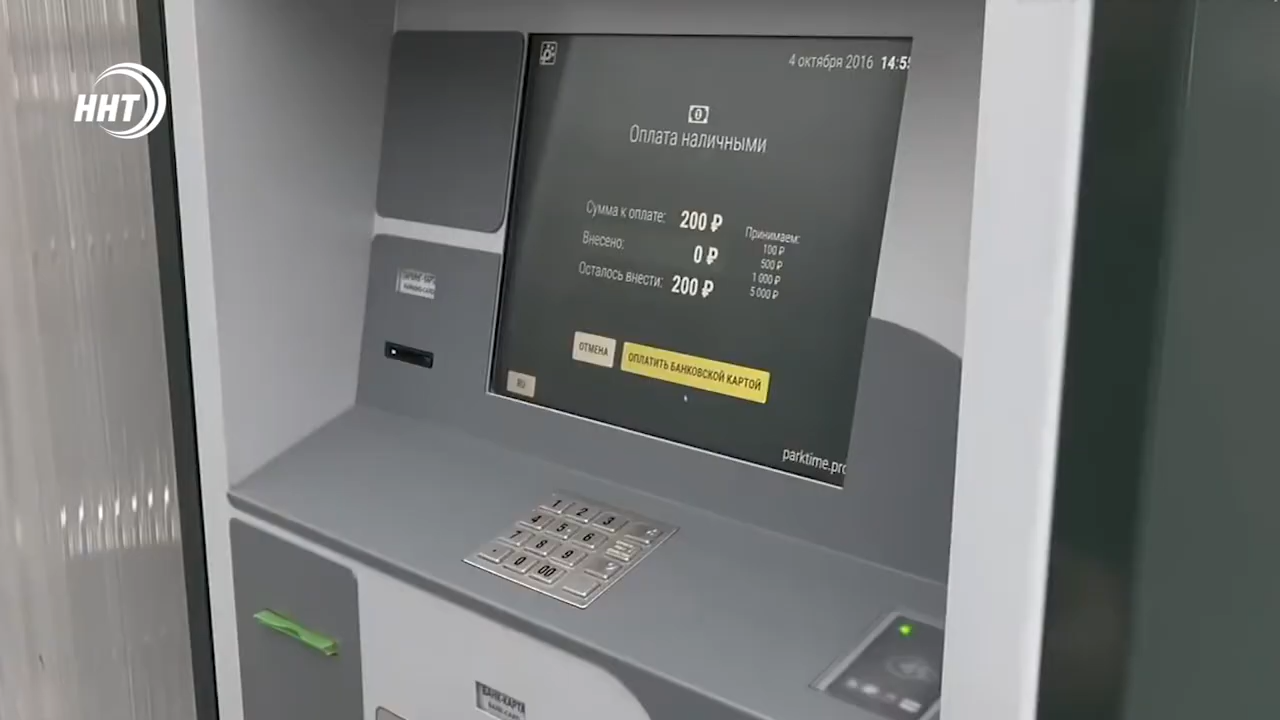 ННТ
4 октября 2016 14:55
Оплата наличными
Сумма к оплате: 200 ₽
Внесено: 0 ₽
Осталось внести: 200 ₽
Принимаем:
100 ₽
500 ₽
1 000 ₽
5 000 ₽
ОТМЕНА
ОПЛАТИТЬ БАНКОВСКОЙ КАРТОЙ
RU
parktime.pro
1 2 3
4 5 6
7 8 9
. 0 00
БАНК-КАРТА